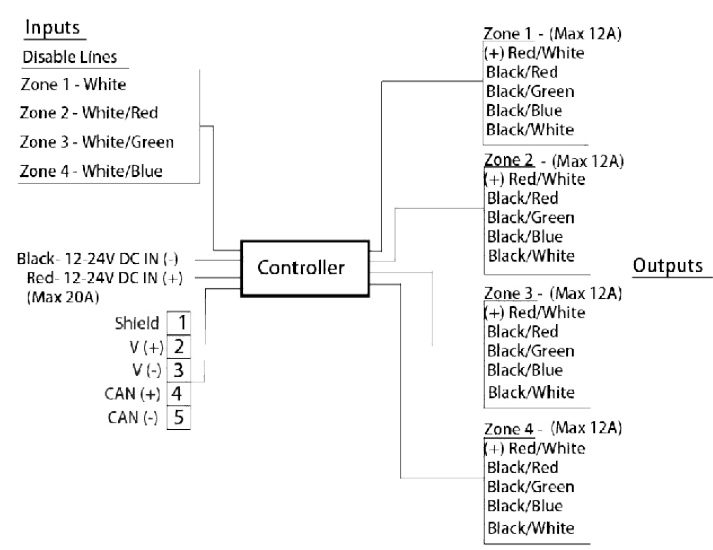 Inputs
Disable Lines
Zone 1 - White
Zone 2 - White/Red
Zone 3 - White/Green
Zone 4 - White/Blue
Black- 12-24V DC IN (-)
Red- 12-24V DC IN (+)
(Max 20A)
Shield 1
V (+) 2
V (-) 3
CAN (+) 4
CAN (-) 5
Controller
Zone 1 - (Max 12A)
(+) Red/White
Black/Red
Black/Green
Black/Blue
Black/White
Zone 2 - (Max 12A)
(+) Red/White
Black/Red
Black/Green
Black/Blue
Black/White
Zone 3 - (Max 12A)
(+) Red/White
Black/Red
Black/Green
Black/Blue
Black/White
Zone 4 - (Max 12A)
(+) Red/White
Black/Red
Black/Green
Black/Blue
Black/White
Outputs